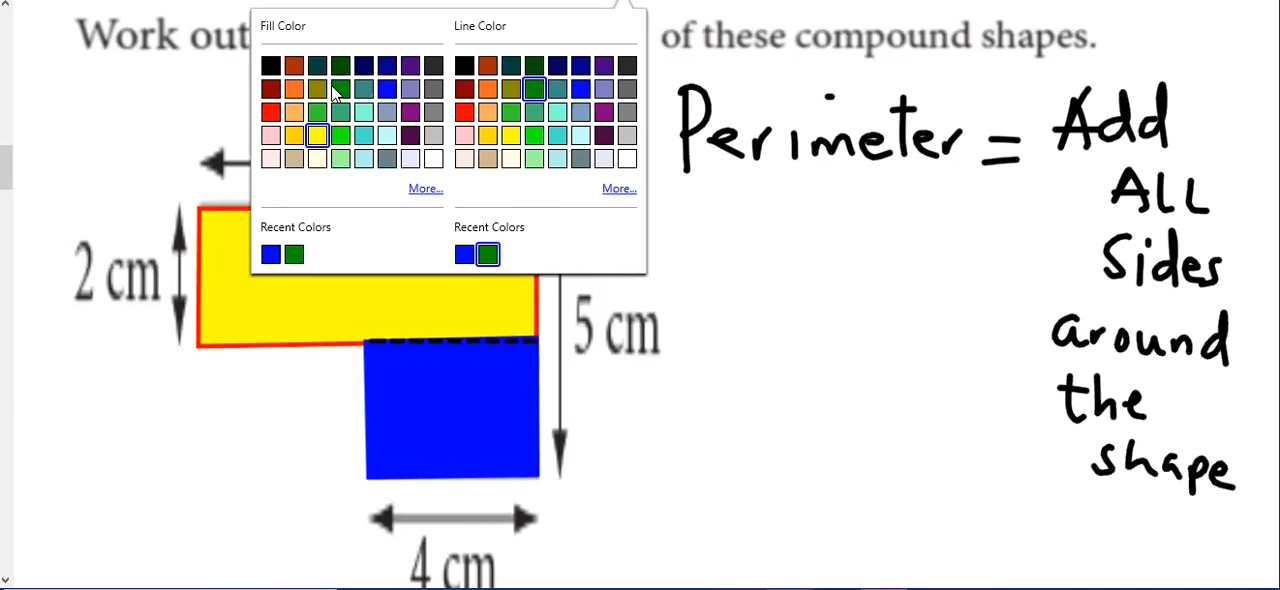 Work out
of these compound shapes.
Fill Color
Line Color
More...
More...
Recent Colors
Recent Colors
Perimeter = Add
ALL
Sides
around
the
shape
2 cm
5 cm
4 cm